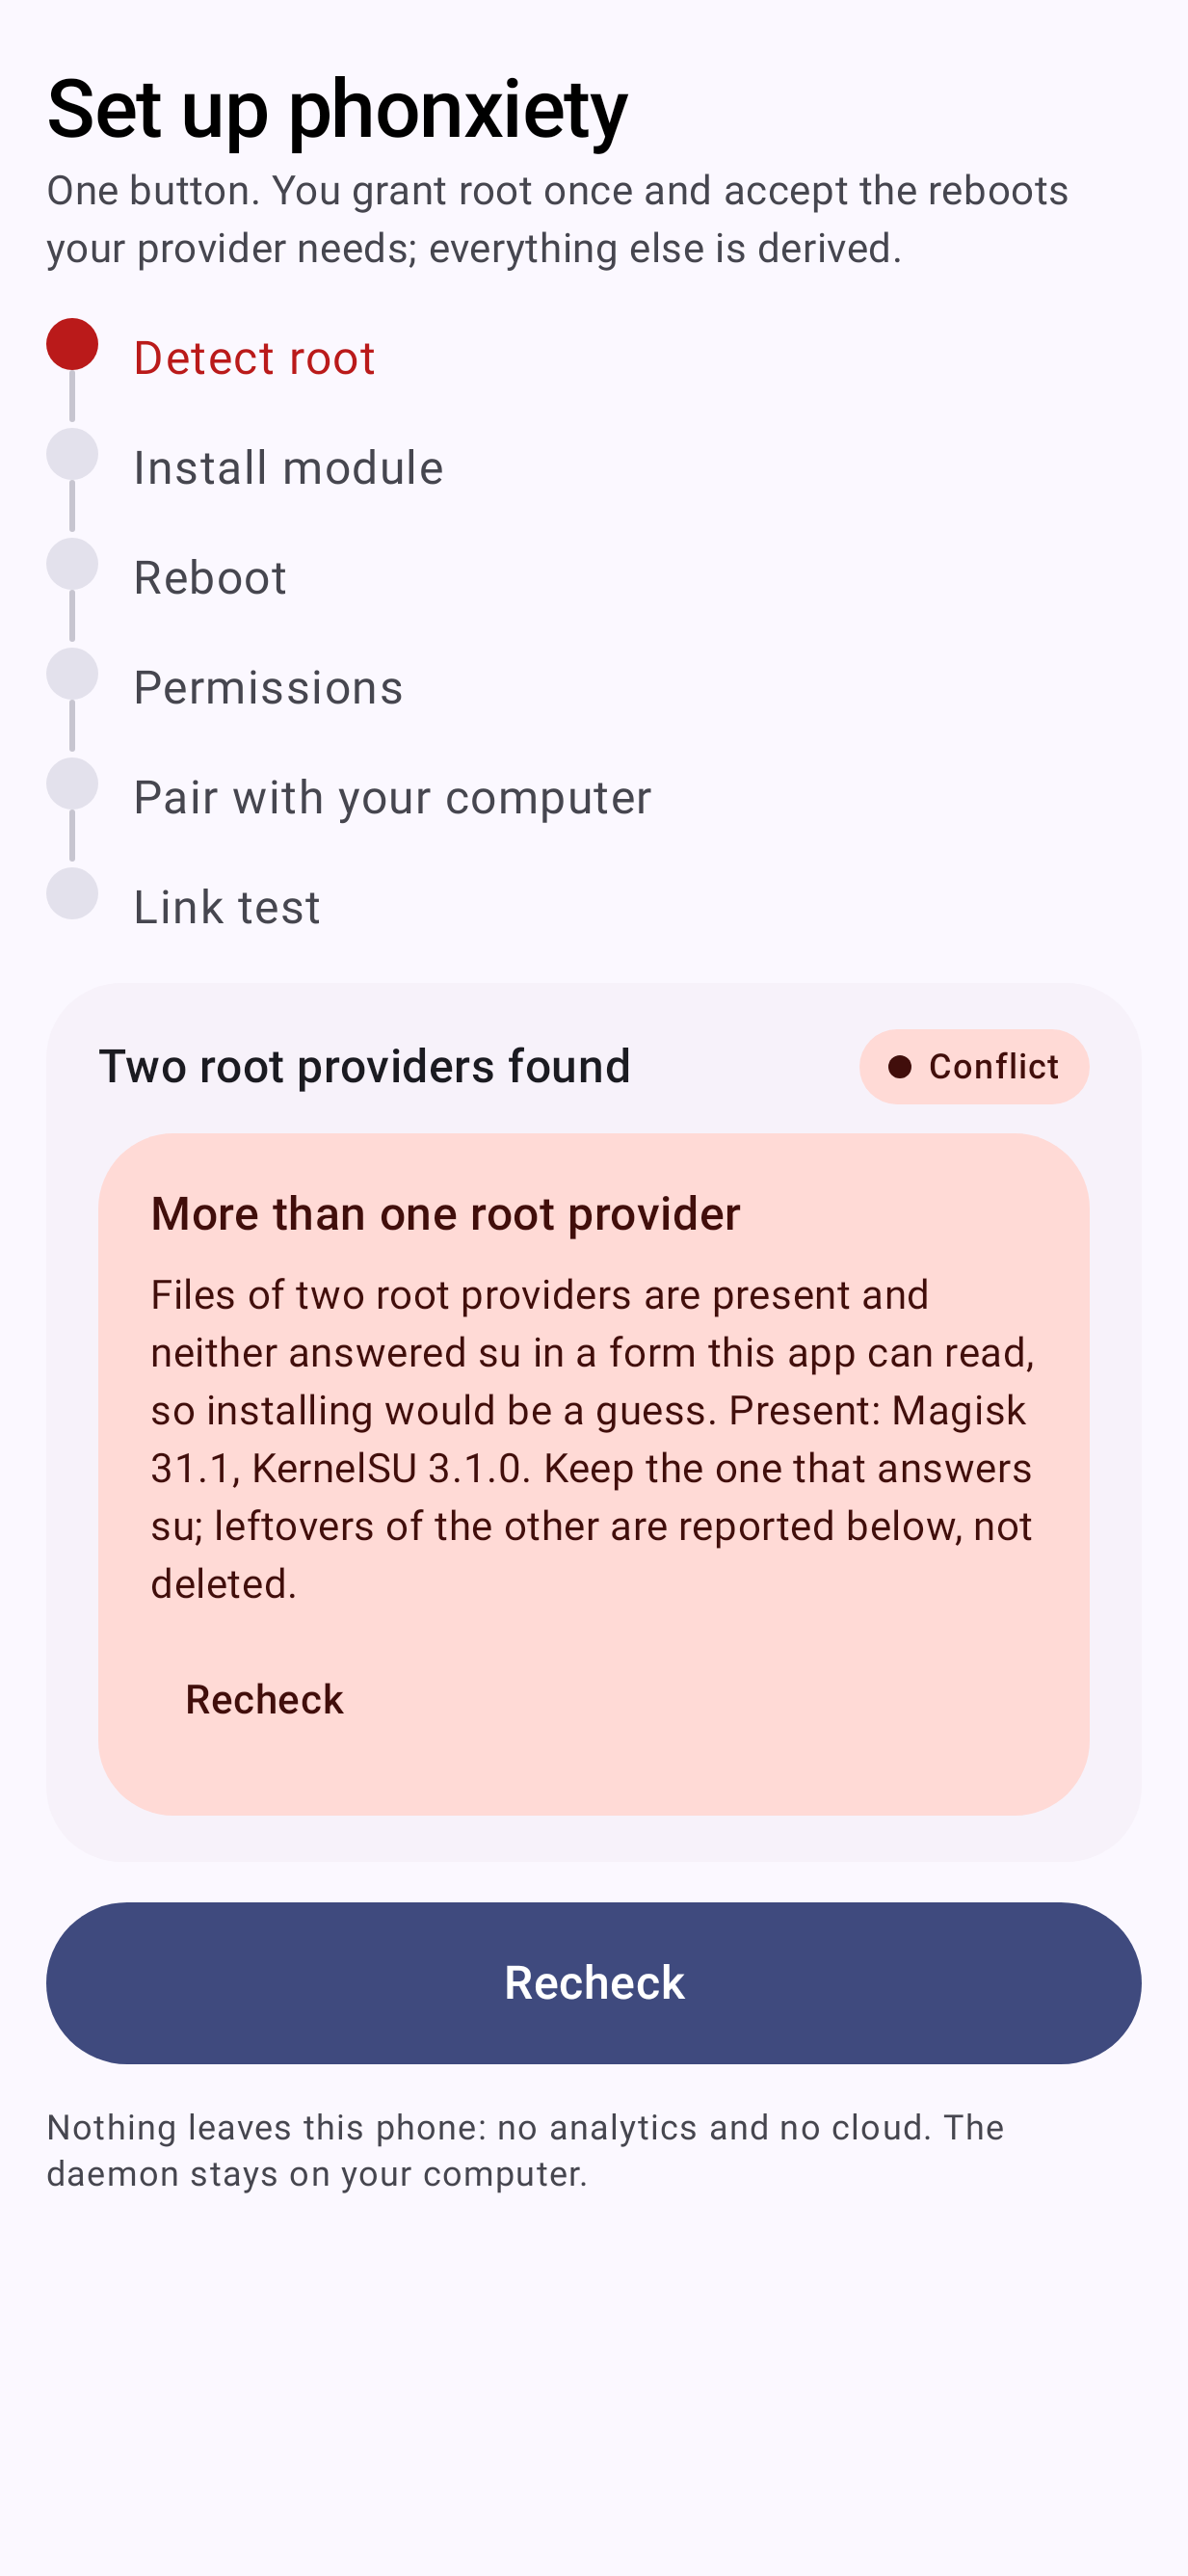 Set up phonxiety
One button. You grant root once and accept the reboots
your provider needs; everything else is derived.
Detect root
Install module
Reboot
Permissions
Pair with your computer
Link test
Two root providers found
Conflict
More than one root provider
Files of two root providers are present and
neither answered su in a form this app can read,
so installing would be a guess. Present: Magisk
31.1, KernelSU 3.1.0. Keep the one that answers
su; leftovers of the other are reported below, not
deleted.
Recheck
Recheck
Nothing leaves this phone: no analytics and no cloud. The
daemon stays on your computer.